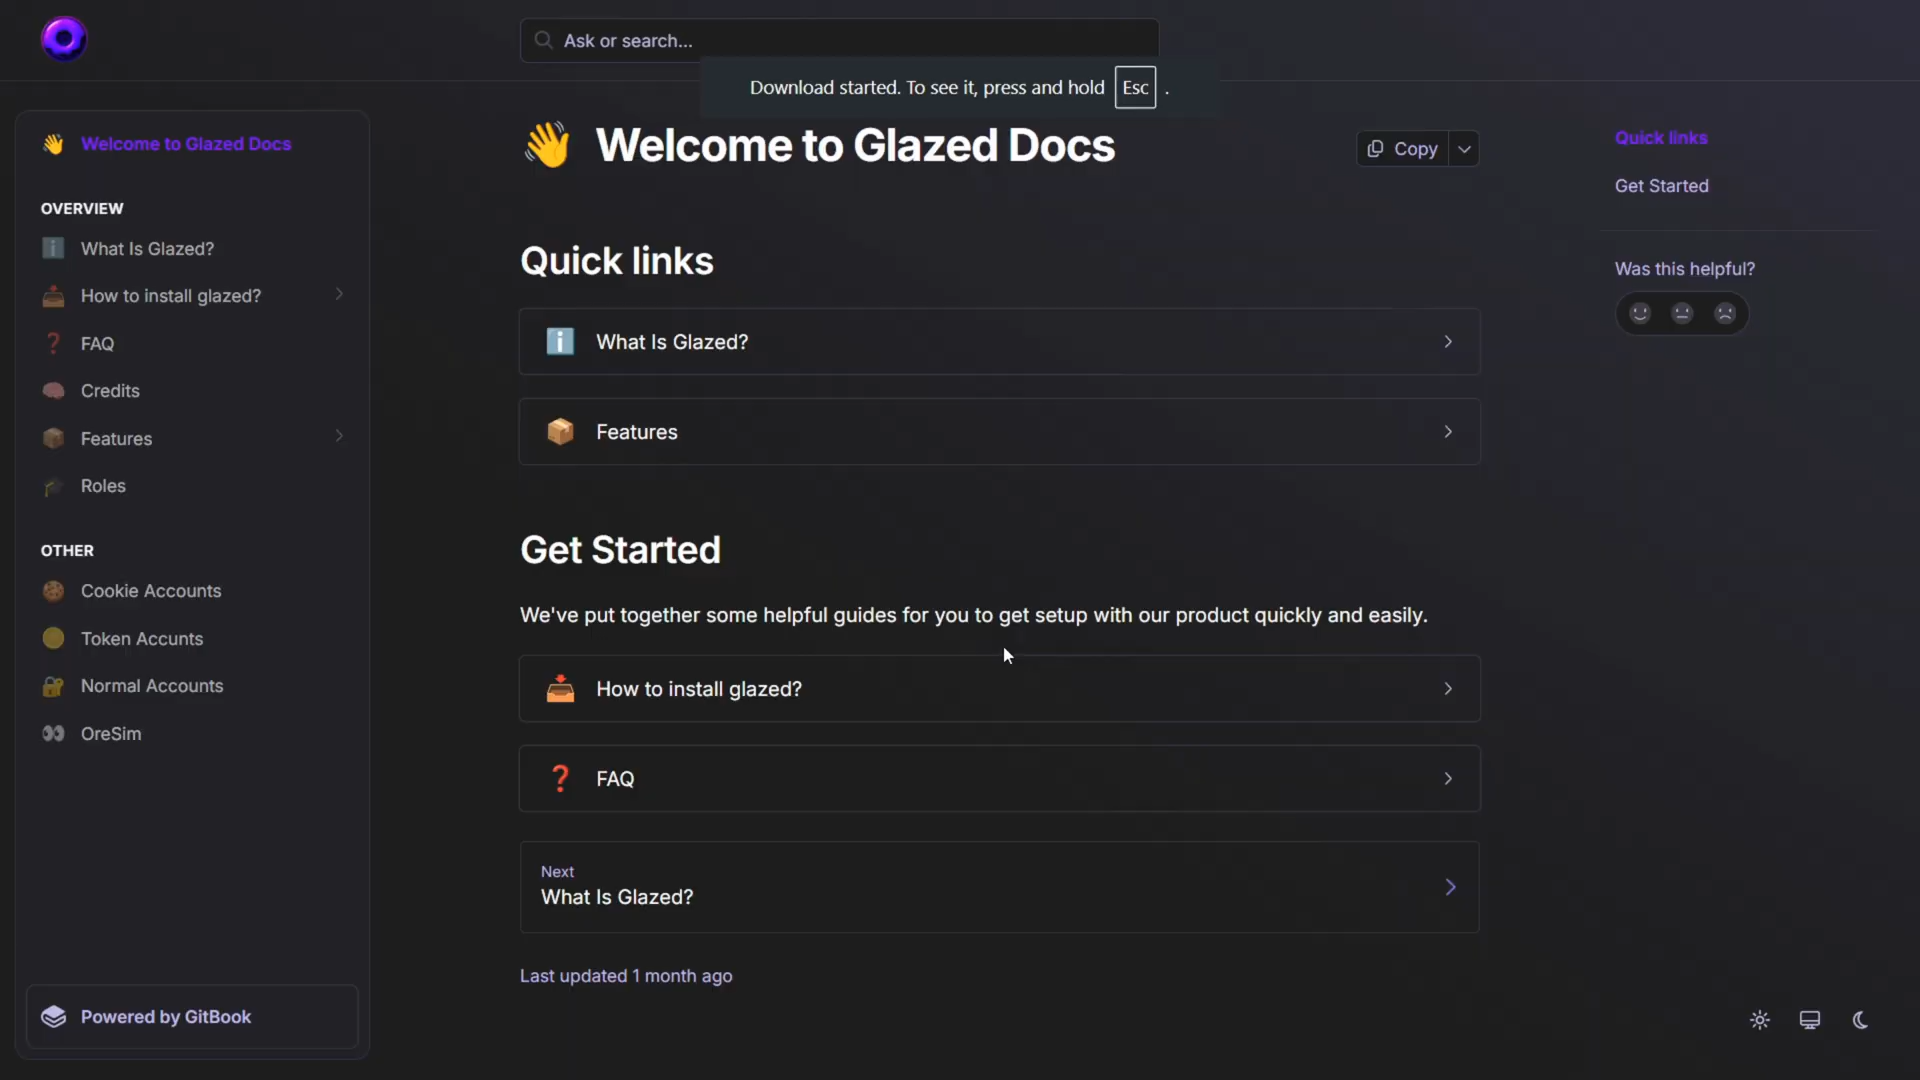 Ask or search...
Download started. To see it, press and hold Esc .
Welcome to Glazed Docs
OVERVIEW
What Is Glazed?
How to install glazed?
FAQ
Credits
Features
Roles
OTHER
Cookie Accounts
Token Accunts
Normal Accounts
OreSim
Powered by GitBook
Welcome to Glazed Docs
Copy
Quick links
What Is Glazed?
Features
Get Started
We've put together some helpful guides for you to get setup with our product quickly and easily.
How to install glazed?
FAQ
Next
What Is Glazed?
Last updated 1 month ago
Quick links
Get Started
Was this helpful?